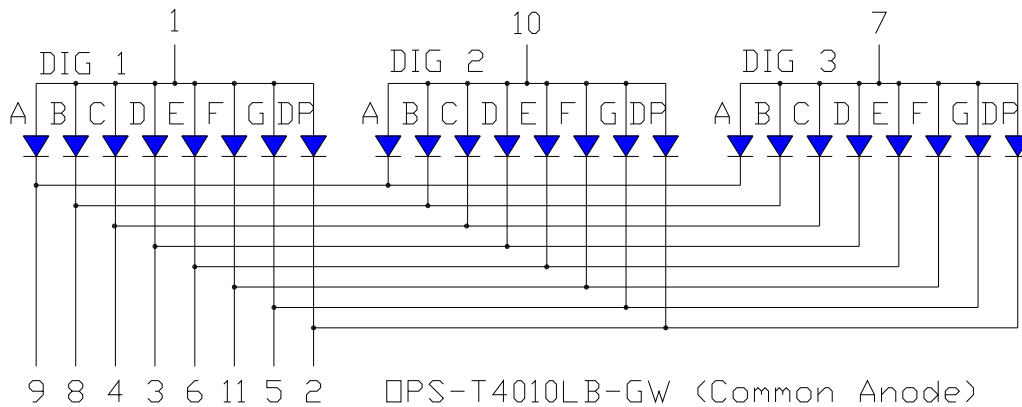 1 10 7
DIG 1 DIG 2 DIG 3
A B C D E F G DP A B C D E F G DP A B C D E F G DP
9 8 4 3 6 11 5 2 OPS-T4010LB-GW (Common Anode)